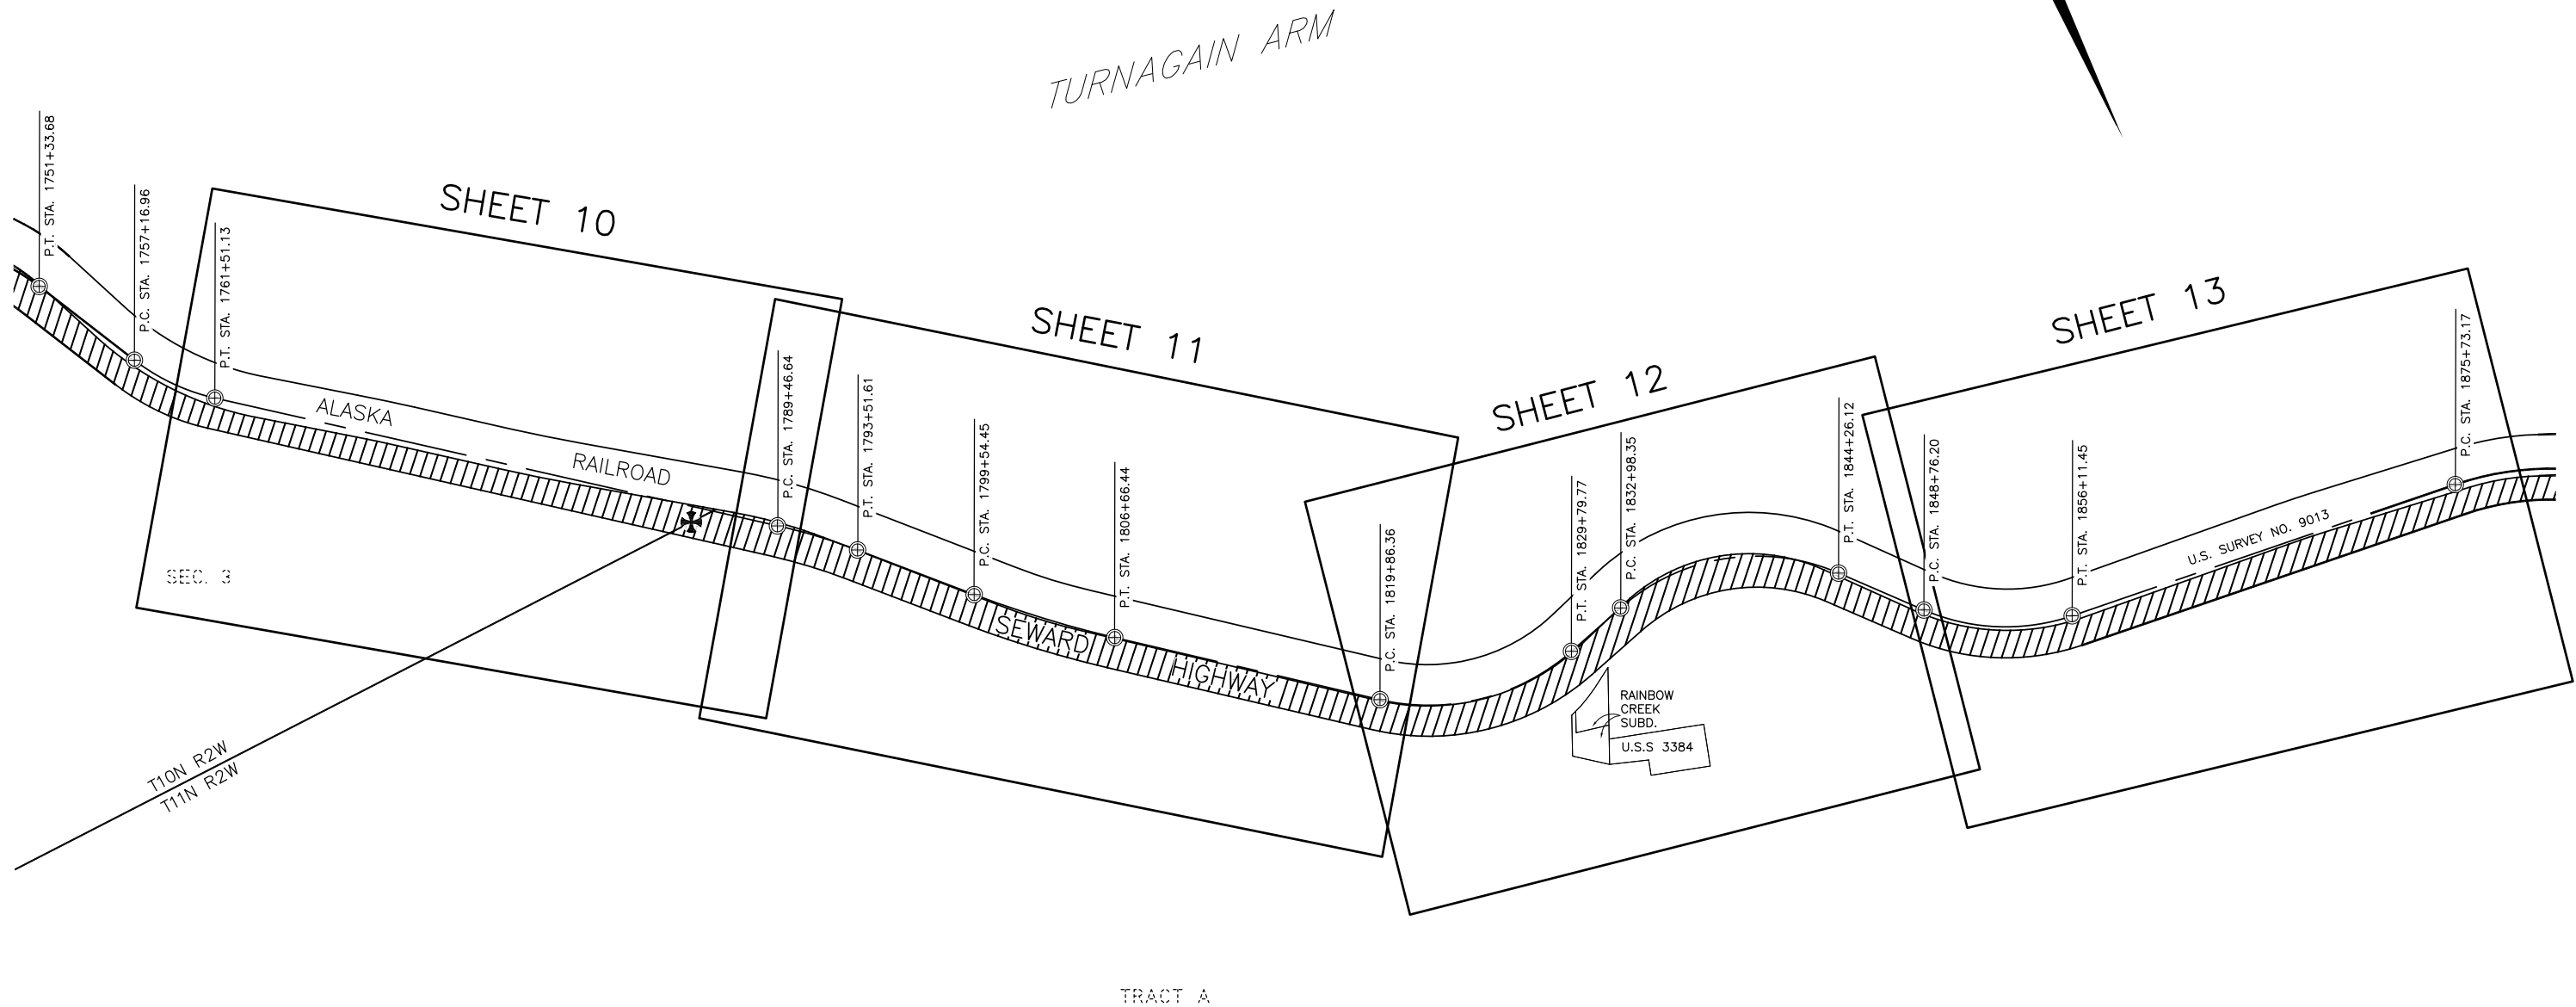 TURNAGAIN ARM
P.T. STA. 1751+33.68
P.C. STA. 1757+16.96
P.T. STA. 1761+51.13
SHEET 10
P.C. STA. 1789+46.64
P.T. STA. 1793+51.61
SHEET 11
P.C. STA. 1799+54.45
P.T. STA. 1806+66.44
P.C. STA. 1819+86.36
SHEET 12
P.T. STA. 1829+79.77
P.C. STA. 1832+98.35
P.T. STA. 1844+26.12
P.C. STA. 1848+76.20
SHEET 13
P.T. STA. 1856+11.45
P.C. STA. 1875+73.17
ALASKA
RAILROAD
U.S. SURVEY NO. 9013
SEC. 3
SEWARD
HIGHWAY
RAINBOW
CREEK
SUBD.
U.S.S 3384
T10N R2W
T11N R2W
TRACT A